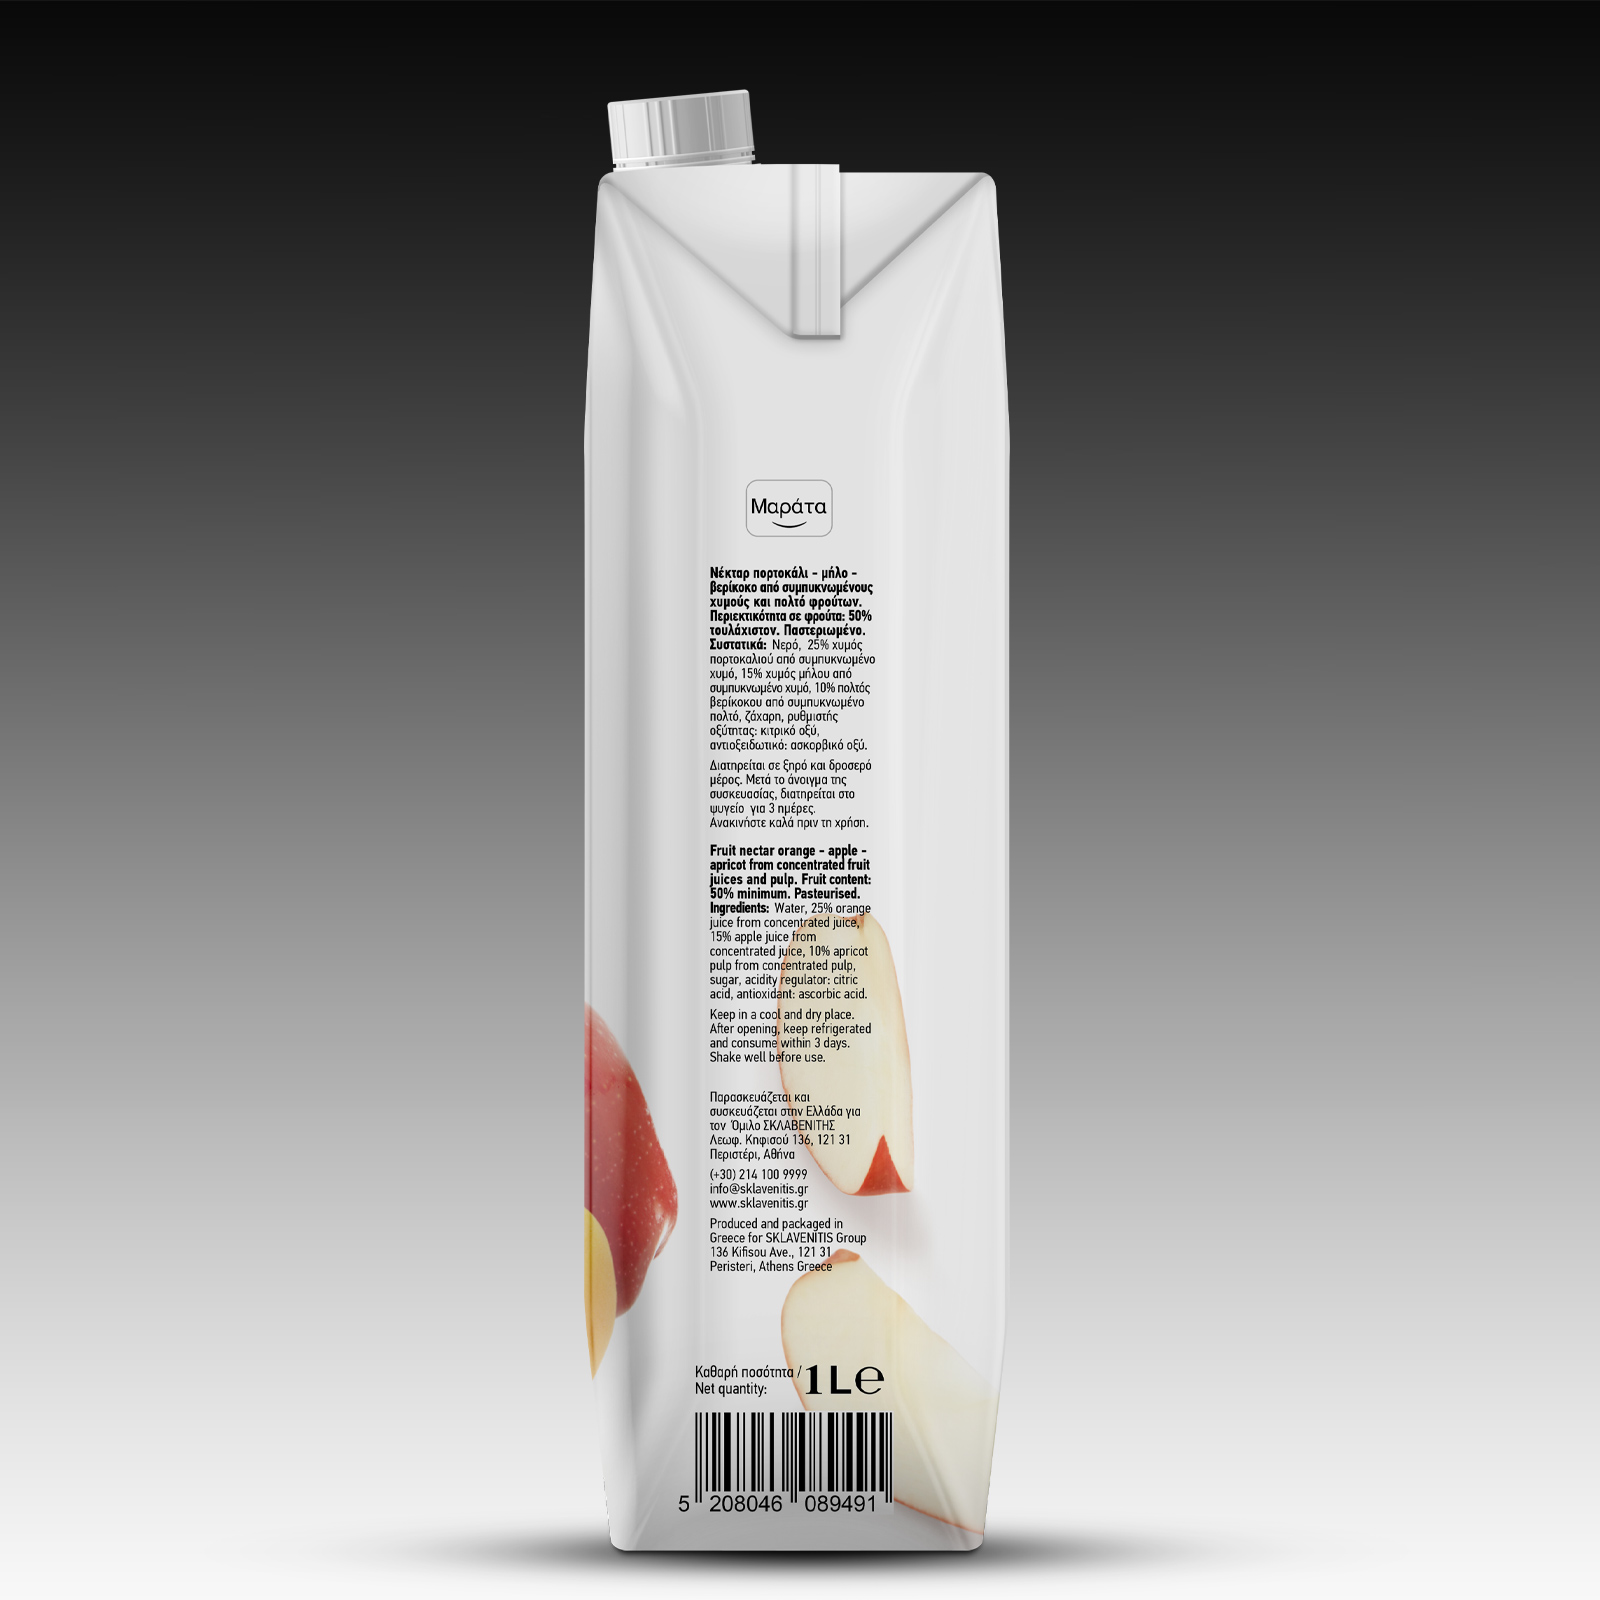 Μαράτα
Νέκταρ πορτοκάλι - μήλο -
βερίκοκο από συμπυκνωμένους
χυμούς και πολτό φρούτων.
Περιεκτικότητα σε φρούτα: 50%
τουλάχιστον. Παστεριωμένο.
Συστατικά: Νερό, 25% χυμός
πορτοκαλιού από συμπυκνωμένο
χυμό, 15% χυμός μήλου από
συμπυκνωμένο χυμό, 10% πολτός
βερίκοκου από συμπυκνωμένο
πολτό, ζάχαρη, ρυθμιστής
οξύτητας: κιτρικό οξύ,
αντιοξειδωτικό: ασκορβικό οξύ.
Διατηρείται σε ξηρό και δροσερό
μέρος. Μετά το άνοιγμα της
συσκευασίας, διατηρείται στο
ψυγείο για 3 ημέρες.
Ανακινήστε καλά πριν τη χρήση.
Fruit nectar orange - apple -
apricot from concentrated fruit
juices and pulp. Fruit content:
50% minimum. Pasteurised.
Ingredients: Water, 25% orange
juice from concentrated juice,
15% apple juice from
concentrated juice, 10% apricot
pulp from concentrated pulp,
sugar, acidity regulator: citric
acid, antioxidant: ascorbic acid.
Keep in a cool and dry place.
After opening, keep refrigerated
and consume within 3 days.
Shake well before use.
Παρασκευάζεται και
συσκευάζεται στην Ελλάδα για
τον Όμιλο ΣΚΛΑΒΕΝΙΤΗΣ
Λεωφ. Κηφισού 136, 121 31
Περιστέρι, Αθήνα
(+30) 214 100 9999
info@sklavenitis.gr
www.sklavenitis.gr
Produced and packaged in
Greece for SKLAVENITIS Group
136 Kifisou Ave., 121 31
Peristeri, Athens Greece
Καθαρή ποσότητα /
Net quantity:
1L℮
5 208046 089491